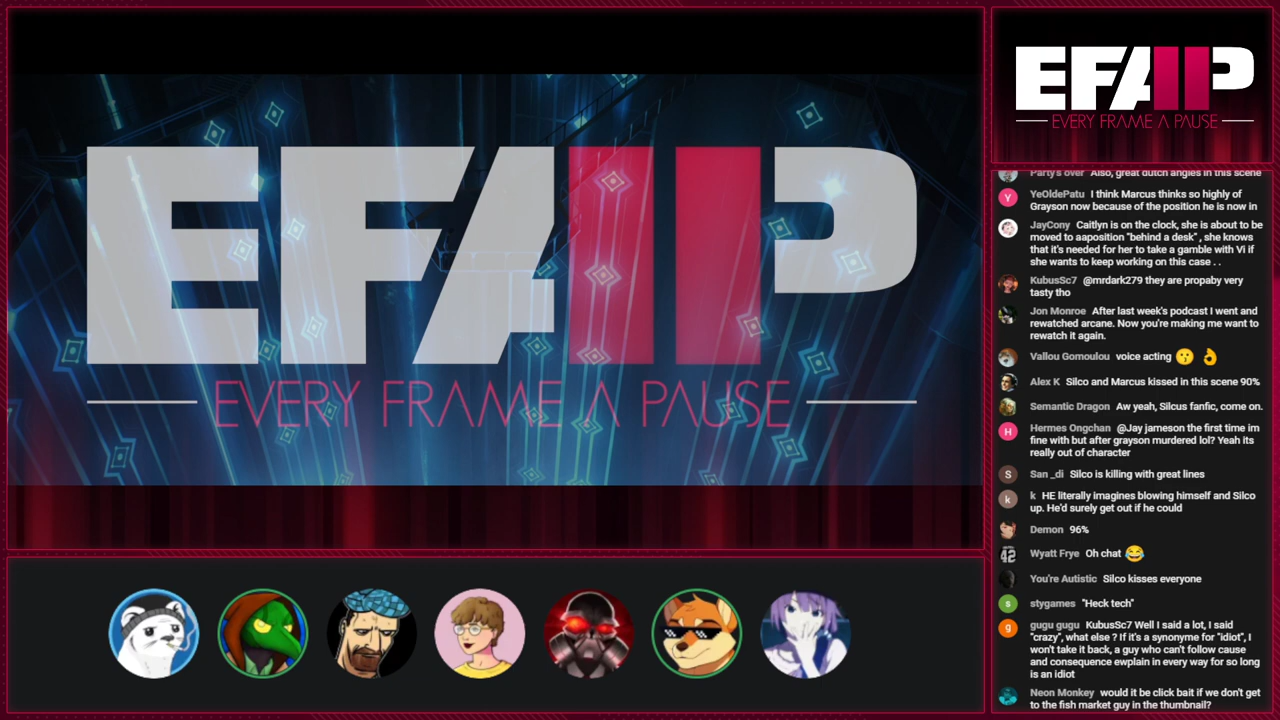 EFAP
EVERY FRAME A PAUSE
EFAP
EVERY FRAME A PAUSE
Party's over Also, great dutch angles in this scene
YeOldePatu I think Marcus thinks so highly of
Grayson now because of the position he is now in
JayCony Caitlyn is on the clock, she is about to be
moved to aaposition "behind a desk" , she knows
that it's needed for her to take a gamble with Vi if
she wants to keep working on this case . .
KubusSc7 @mrdark279 they are propaby very
tasty tho
Jon Monroe After last week's podcast I went and
rewatched arcane. Now you're making me want to
rewatch it again.
Vallou Gomoulou voice acting 😗 👌
Alex K Silco and Marcus kissed in this scene 90%
Semantic Dragon Aw yeah, Silcus fanfic, come on.
H
Hermes Ongchan @Jay jameson the first time im
fine with but after grayson murdered lol? Yeah its
really out of character
S
San _di Silco is killing with great lines
k
k HE literally imagines blowing himself and Silco
up. He'd surely get out if he could
Demon 96%
42
Wyatt Frye Oh chat 😂
You're Autistic Silco kisses everyone
s
stygames "Heck tech"
g
gugu gugu KubusSc7 Well I said a lot, I said
"crazy", what else ? If it's a synonyme for "idiot", I
won't take it back, a guy who can't follow cause
and consequence ewplain in every way for so long
is an idiot
Neon Monkey would it be click bait if we don't get
to the fish market guy in the thumbnail?